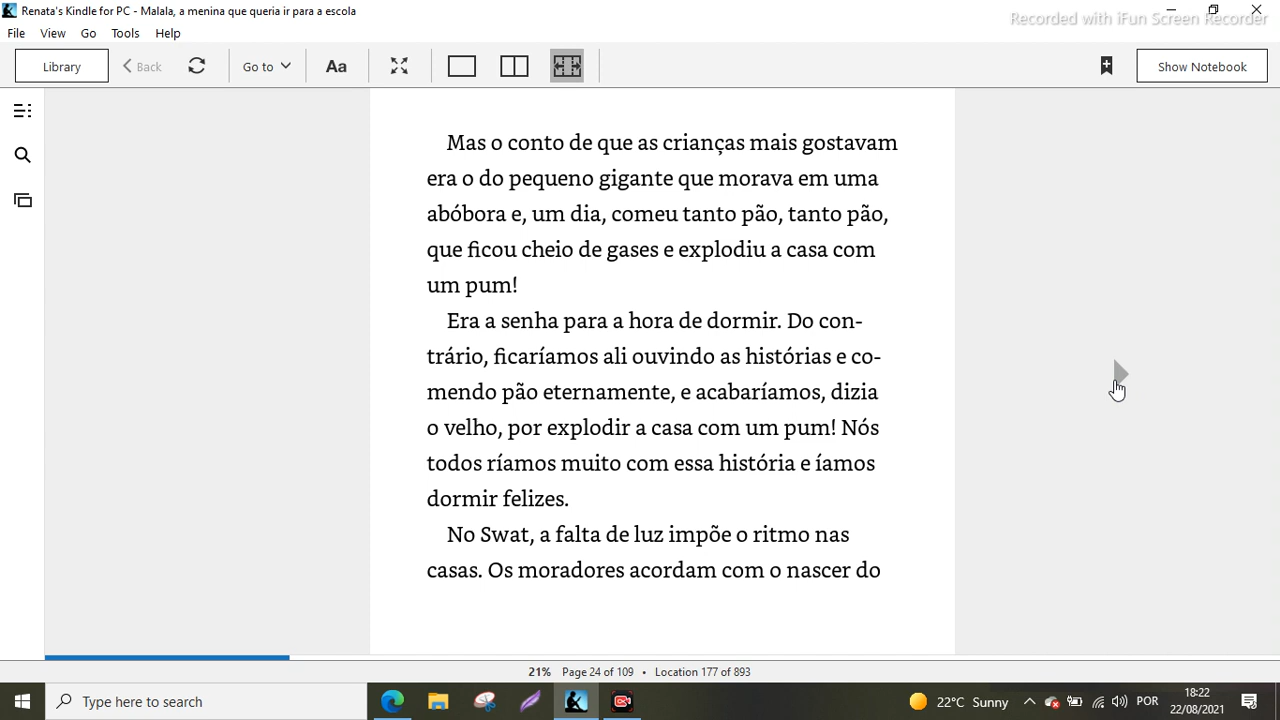 Renata's Kindle for PC - Malala, a menina que queria ir para a escola
Recorded with iFun Screen Recorder
File View Go Tools Help
Library Back Go to Aa Show Notebook
Mas o conto de que as crianças mais gostavam
era o do pequeno gigante que morava em uma
abóbora e, um dia, comeu tanto pão, tanto pão,
que ficou cheio de gases e explodiu a casa com
um pum!
Era a senha para a hora de dormir. Do con-
trário, ficaríamos ali ouvindo as histórias e co-
mendo pão eternamente, e acabaríamos, dizia
o velho, por explodir a casa com um pum! Nós
todos ríamos muito com essa história e íamos
dormir felizes.
No Swat, a falta de luz impõe o ritmo nas
casas. Os moradores acordam com o nascer do
21% Page 24 of 109 • Location 177 of 893
Type here to search
22°C Sunny
POR
18:22
22/08/2021